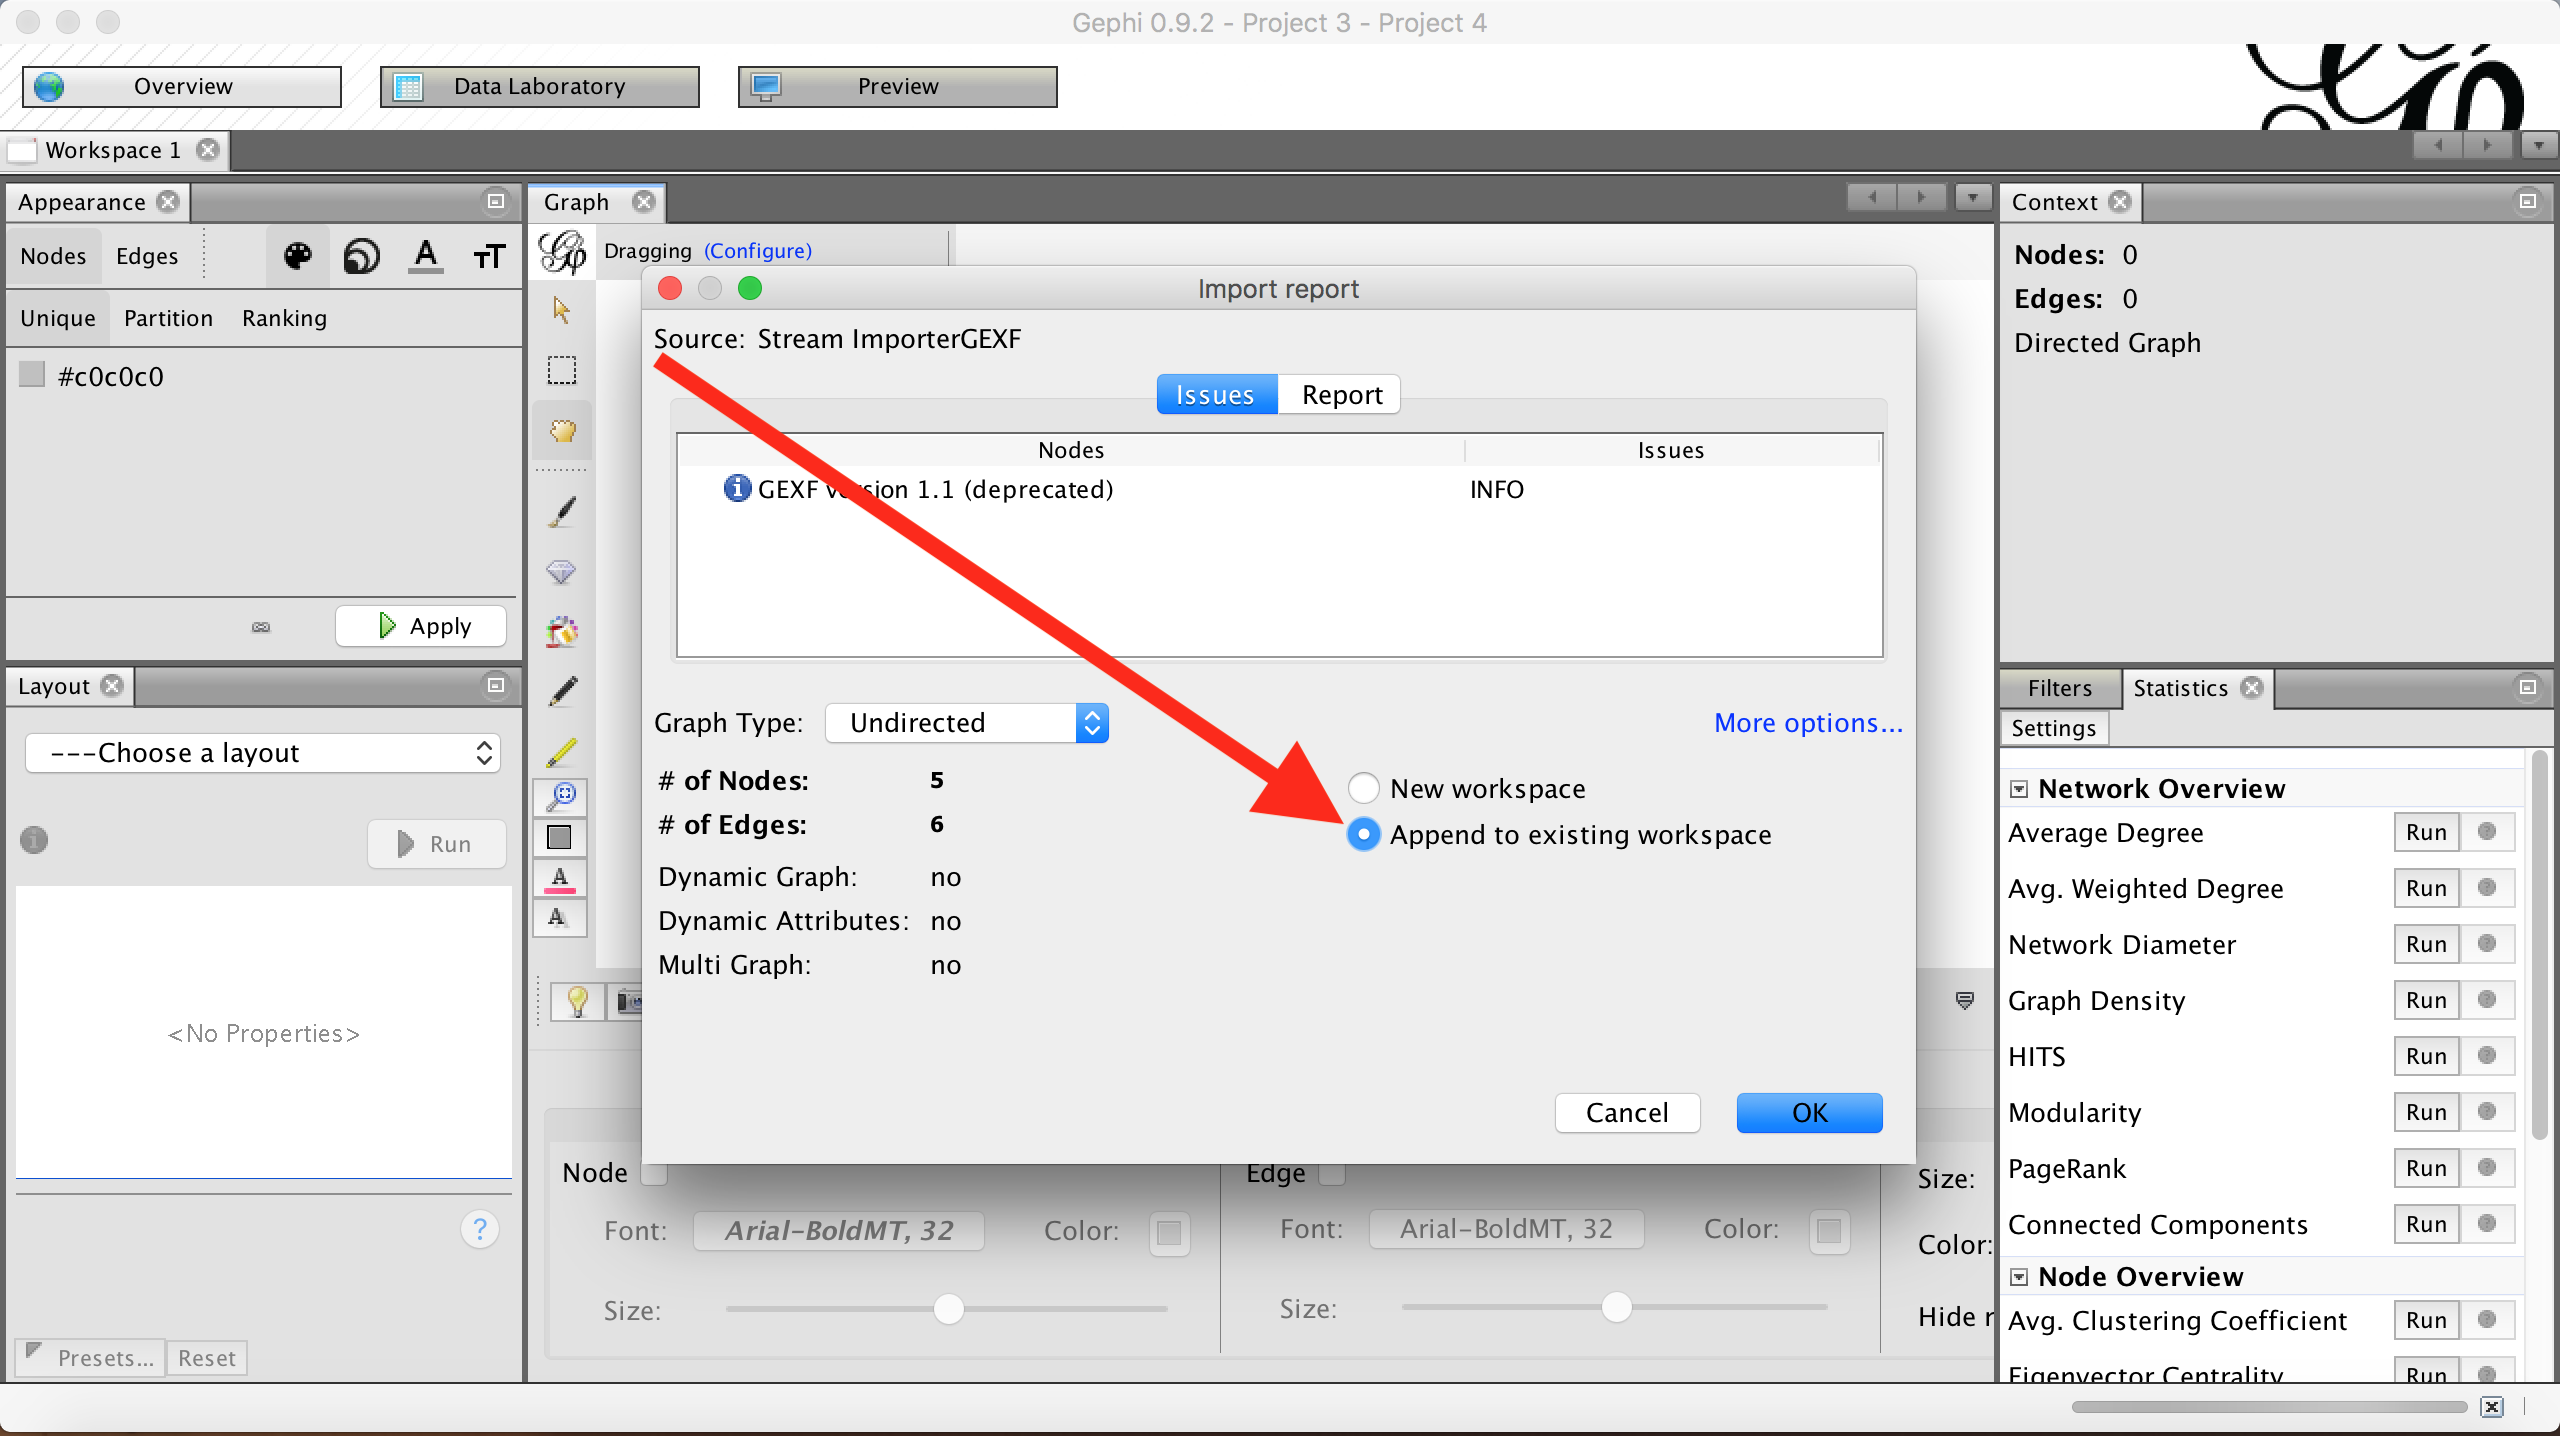 Gephi 0.9.2 - Project 3 - Project 4
Overview
Data Laboratory
Preview
Workspace 1
Appearance
Nodes
Edges
Unique
Partition
Ranking
#c0c0c0
Apply
Layout
---Choose a layout
Run
<No Properties>
Presets...
Reset
Graph
Dragging (Configure)
Import report
Source: Stream ImporterGEXF
Issues
Report
Nodes
Issues
GEXF version 1.1 (deprecated)
INFO
Graph Type: Undirected
More options...
# of Nodes: 5
# of Edges: 6
Dynamic Graph: no
Dynamic Attributes: no
Multi Graph: no
New workspace
Append to existing workspace
Cancel
OK
Node
Font: Arial-BoldMT, 32
Color:
Size:
Edge
Font: Arial-BoldMT, 32
Color:
Size:
Size:
Color:
Hide
Context
Nodes: 0
Edges: 0
Directed Graph
Filters
Statistics
Settings
Network Overview
Average Degree Run
Avg. Weighted Degree Run
Network Diameter Run
Graph Density Run
HITS Run
Modularity Run
PageRank Run
Connected Components Run
Node Overview
Avg. Clustering Coefficient Run
Eigenvector Centrality Run